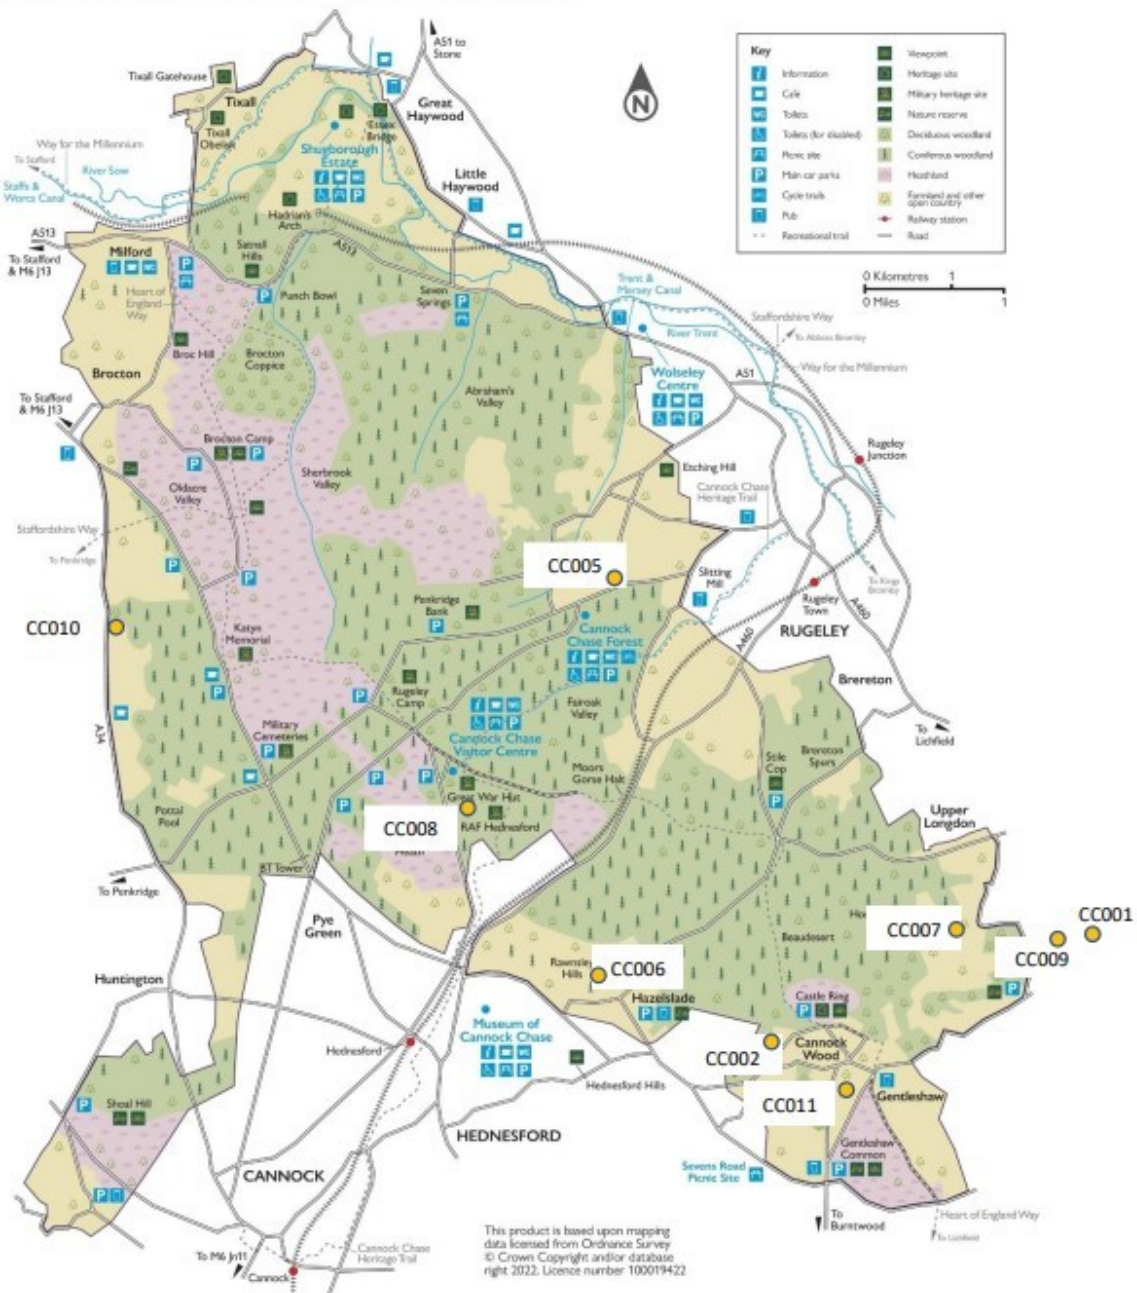 A51 to
Stone
Tixall Gatehouse
Tixall
Tixall
Obelisk
Great
Haywood
Essex
Bridge
Shugborough
Estate
Way for the Millennium
To Stafford
River Sow
Staffs &
Worcs Canal
Little
Haywood
Hadrian's
Arch
A513
To Stafford
& M6 J13
Milford
Satnall
Hills
A513
Heart of
England
Way
Punch Bowl
Seven
Springs
Trent &
Mersey Canal
River Trent
Staffordshire Way
To Abbots Bromley
Way for the Millennium
Broc Hill
Brocton
Coppice
Brocton
Abraham's
Valley
Wolseley
Centre
A51
To Stafford
& M6 J13
Brocton Camp
Oldacre
Valley
Sherbrook
Valley
Etching Hill
Cannock Chase
Heritage Trail
Rugeley
Junction
Staffordshire Way
To Penkridge
CC005
Slitting
Mill
To Kings
Bromley
Rugeley
Town
A460
RUGELEY
A460
Penkridge
Bank
CC010
Katyn
Memorial
Cannock
Chase Forest
Brereton
Rugeley
Camp
Fairoak
Valley
To
Lichfield
A34
Military
Cemeteries
Cannock Chase
Visitor Centre
Moors
Gorse Halt
Stile
Cop
Brereton
Spurs
Pottal
Pool
Great War Hut
CC008
RAF Hednesford
Heath
Upper
Longdon
BT Tower
To Penkridge
Pye
Green
Beaudesert
CC007
CC001
CC009
Huntington
Rawnsley
Hills
CC006
Hazelslade
Castle Ring
Museum of
Cannock Chase
Hednesford
CC002
Cannock
Wood
Hednesford Hills
CC011
Gentleshaw
Shoal Hill
HEDNESFORD
Gentleshaw
Common
CANNOCK
Sevens Road
Picnic Site
To
Burntwood
Heart of England Way
To Lichfield
To M6 Jn11
Cannock Chase
Heritage Trail
Cannock
This product is based upon mapping
data licensed from Ordnance Survey
© Crown Copyright and/or database
right 2022. Licence number 100019422
N
Key
Information
Café
Toilets
Toilets (for disabled)
Picnic site
Main car parks
Cycle trails
Pub
Recreational trail
Viewpoint
Heritage site
Military heritage site
Nature reserve
Deciduous woodland
Coniferous woodland
Heathland
Farmland and other
open country
Railway station
Road
0 Kilometres 1
0 Miles 1